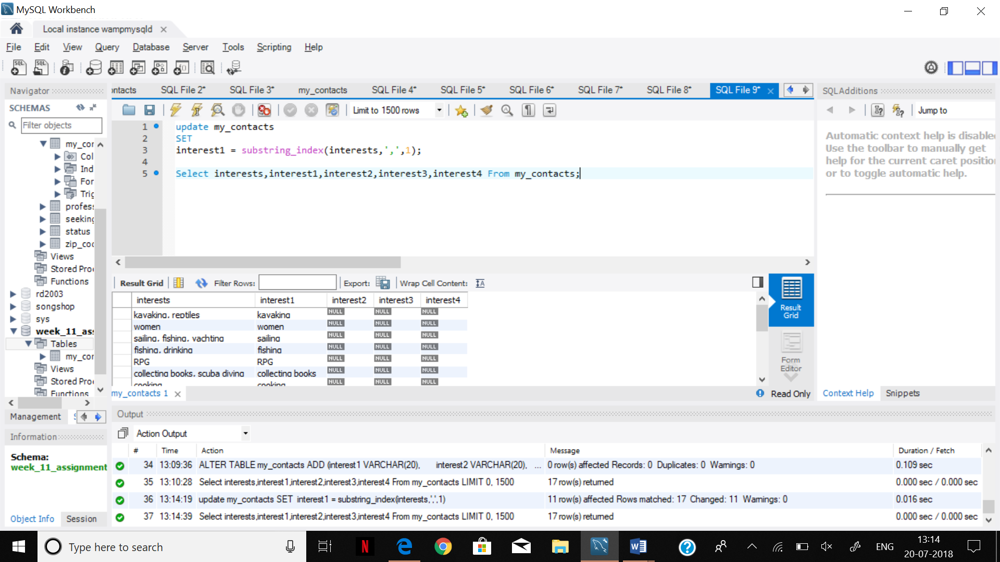 MySQL Workbench
Local instance wampmysqld
File Edit View Query Database Server Tools Scripting Help
Navigator
SCHEMAS
Filter objects
my_cor
Col
Ind
For
Trig
profes
seeking
status
zip_co
Views
Stored Pro
Functions
rd2003
songshop
sys
week_11_as
Tables
my_cor
Views
Stored Pro
Functions
Management
Information
Schema:
week_11_assignment
Object Info Session
ontacts SQL File 2* SQL File 3* my_contacts SQL File 4* SQL File 5* SQL File 6* SQL File 7* SQL File 8* SQL File 9*
Limit to 1500 rows
1 update my_contacts
2 SET
3 interest1 = substring_index(interests,',',1);
4
5 Select interests,interest1,interest2,interest3,interest4 From my_contacts;
Result Grid Filter Rows: Export: Wrap Cell Content:
interests interest1 interest2 interest3 interest4
kayaking, reptiles kayaking NULL NULL NULL
women women NULL NULL NULL
sailing, fishing, yachting sailing NULL NULL NULL
fishing, drinking fishing NULL NULL NULL
RPG RPG NULL NULL NULL
collecting books, scuba diving collecting books NULL NULL NULL
cooking cooking NULL NULL NULL
Result Grid
Form Editor
my_contacts 1
Read Only
SQLAdditions
Jump to
Automatic context help is disable
Use the toolbar to manually get
help for the current caret positio
or to toggle automatic help.
Context Help Snippets
Output
Action Output
# Time Action Message Duration / Fetch
34 13:09:36 ALTER TABLE my_contacts ADD (interest1 VARCHAR(20), interest2 VARCHAR(20), ... 0 row(s) affected Records: 0 Duplicates: 0 Warnings: 0 0.109 sec
35 13:10:28 Select interests,interest1,interest2,interest3,interest4 From my_contacts LIMIT 0, 1500 17 row(s) returned 0.000 sec / 0.000 sec
36 13:14:19 update my_contacts SET interest1 = substring_index(interests,',',1) 11 row(s) affected Rows matched: 17 Changed: 11 Warnings: 0 0.016 sec
37 13:14:39 Select interests,interest1,interest2,interest3,interest4 From my_contacts LIMIT 0, 1500 17 row(s) returned 0.000 sec / 0.000 sec
Type here to search
ENG
13:14
20-07-2018